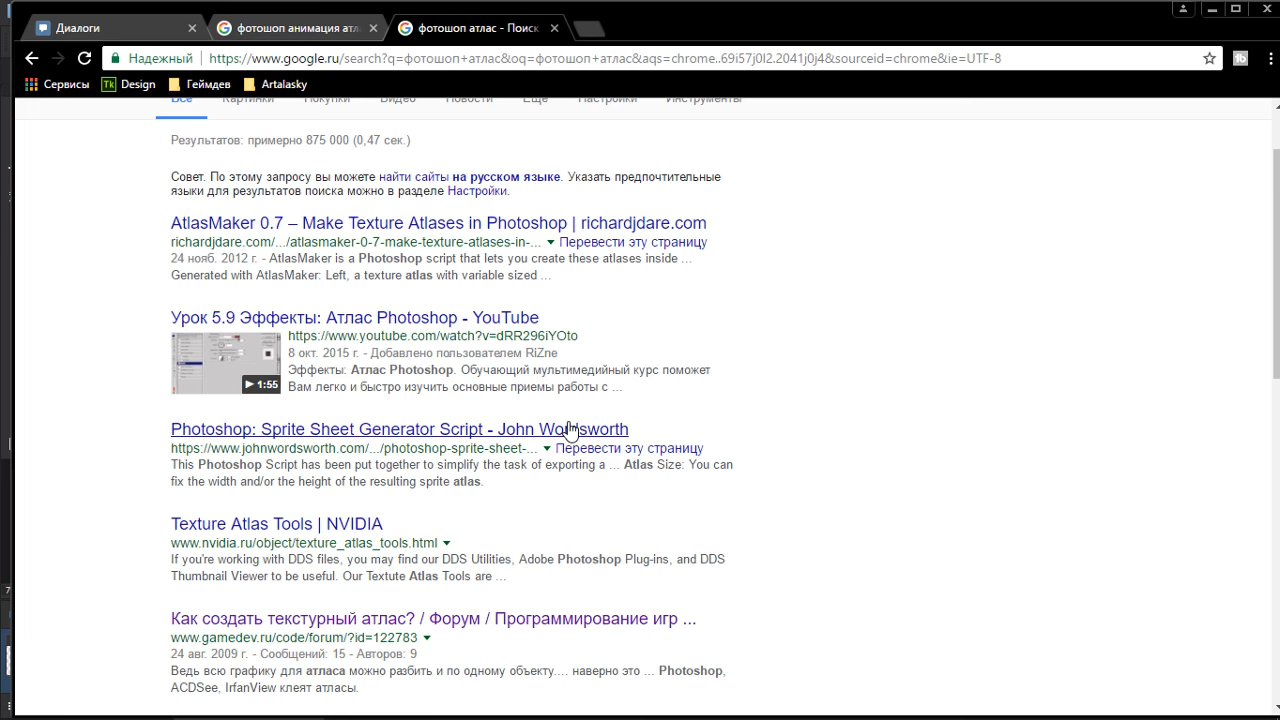 Диалоги
фотошоп анимация атл
фотошоп атлас - Поиск
Надежный
https://www.google.ru/search?q=фотошоп+атлас&oq=фотошоп+атлас&aqs=chrome..69i57j0l2.2041j0j4&sourceid=chrome&ie=UTF-8
Сервисы
Tk Design
Геймдев
Artalasky
Все Картинки Покупки Видео Новости Ещё Настройки Инструменты
Результатов: примерно 875 000 (0,47 сек.)
Совет. По этому запросу вы можете найти сайты на русском языке. Указать предпочтительные
языки для результатов поиска можно в разделе Настройки.
AtlasMaker 0.7 – Make Texture Atlases in Photoshop | richardjdare.com
richardjdare.com/.../atlasmaker-0-7-make-texture-atlases-in-... Перевести эту страницу
24 нояб. 2012 г. - AtlasMaker is a Photoshop script that lets you create these atlases inside ...
Generated with AtlasMaker: Left, a texture atlas with variable sized ...
Урок 5.9 Эффекты: Атлас Photoshop - YouTube
https://www.youtube.com/watch?v=dRR296iYOto
8 окт. 2015 г. - Добавлено пользователем RiZne
Эффекты: Атлас Photoshop. Обучающий мультимедийный курс поможет
1:55
Вам легко и быстро изучить основные приемы работы с ...
Photoshop: Sprite Sheet Generator Script - John Wordsworth
https://www.johnwordsworth.com/.../photoshop-sprite-sheet-... Перевести эту страницу
This Photoshop Script has been put together to simplify the task of exporting a ... Atlas Size: You can
fix the width and/or the height of the resulting sprite atlas.
Texture Atlas Tools | NVIDIA
www.nvidia.ru/object/texture_atlas_tools.html
If you're working with DDS files, you may find our DDS Utilities, Adobe Photoshop Plug-ins, and DDS
Thumbnail Viewer to be useful. Our Textute Atlas Tools are ...
Как создать текстурный атлас? / Форум / Программирование игр ...
www.gamedev.ru/code/forum/?id=122783
24 авг. 2009 г. - Сообщений: 15 - Авторов: 9
Ведь всю графику для атласа можно разбить и по одному объекту.... наверно это ... Photoshop,
ACDSee, IrfanView клеят атласы.